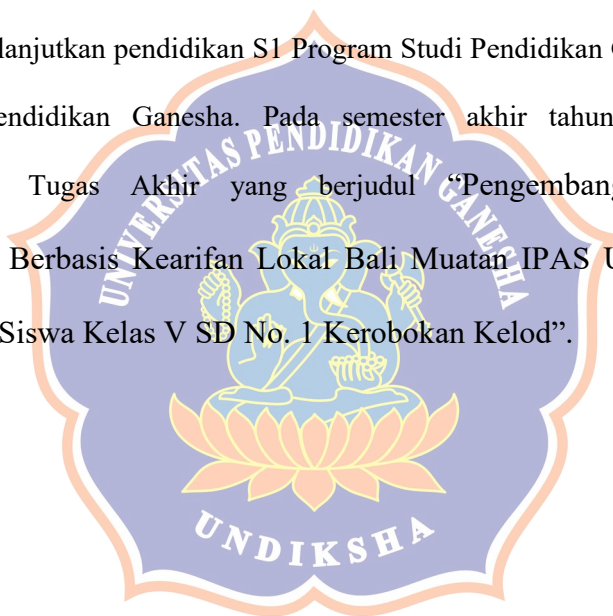 lanjutkan pendidikan S1 Program Studi Pendidikan
endidikan Ganesha. Pada semester akhir tahun
Tugas Akhir yang berjudul “Pengembang
Berbasis Kearifan Lokal Bali Muatan IPAS U
Siswa Kelas V SD No. 1 Kerobokan Kelod”.
UNIVERSITAS PENDIDIKAN GANESHA
UNDIKSHA